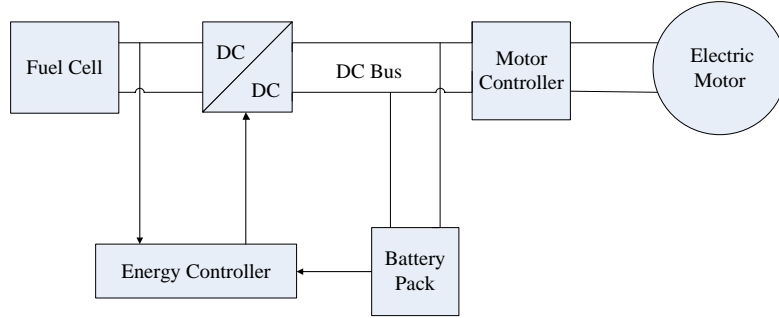 Fuel Cell
DC
DC
DC Bus
Motor
Controller
Electric
Motor
Energy Controller
Battery
Pack